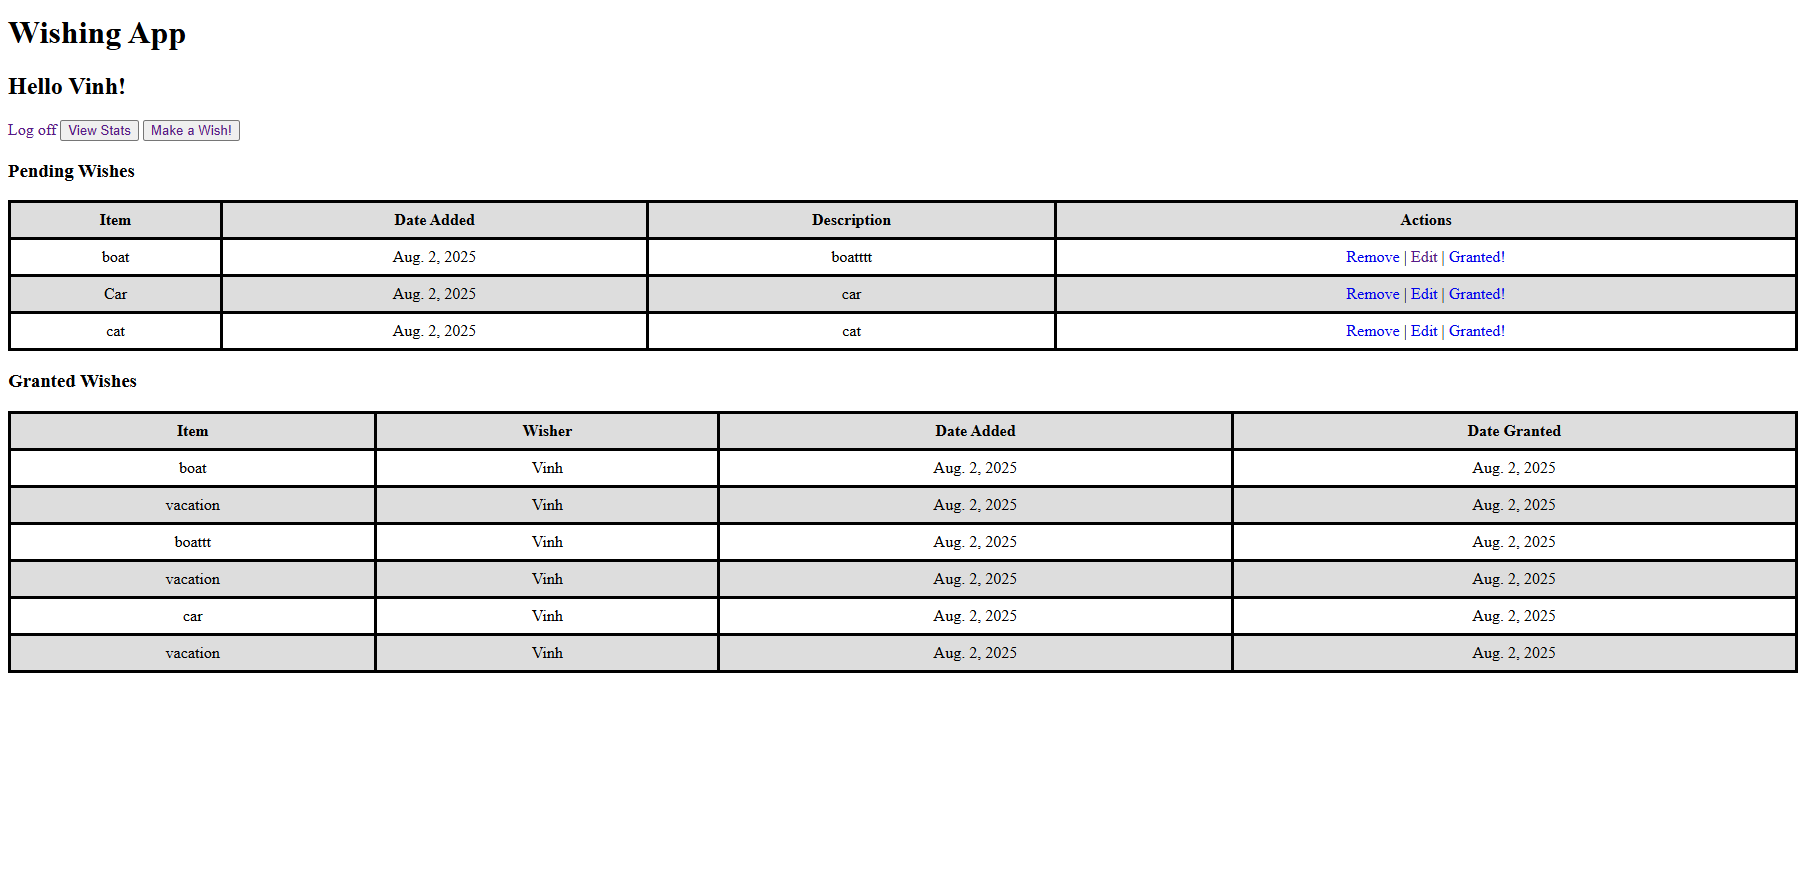 Wishing App
Hello Vinh!
Log off View Stats Make a Wish!
Pending Wishes
Item Date Added Description Actions
boat Aug. 2, 2025 boatttt Remove | Edit | Granted!
Car Aug. 2, 2025 car Remove | Edit | Granted!
cat Aug. 2, 2025 cat Remove | Edit | Granted!
Granted Wishes
Item Wisher Date Added Date Granted
boat Vinh Aug. 2, 2025 Aug. 2, 2025
vacation Vinh Aug. 2, 2025 Aug. 2, 2025
boattt Vinh Aug. 2, 2025 Aug. 2, 2025
vacation Vinh Aug. 2, 2025 Aug. 2, 2025
car Vinh Aug. 2, 2025 Aug. 2, 2025
vacation Vinh Aug. 2, 2025 Aug. 2, 2025